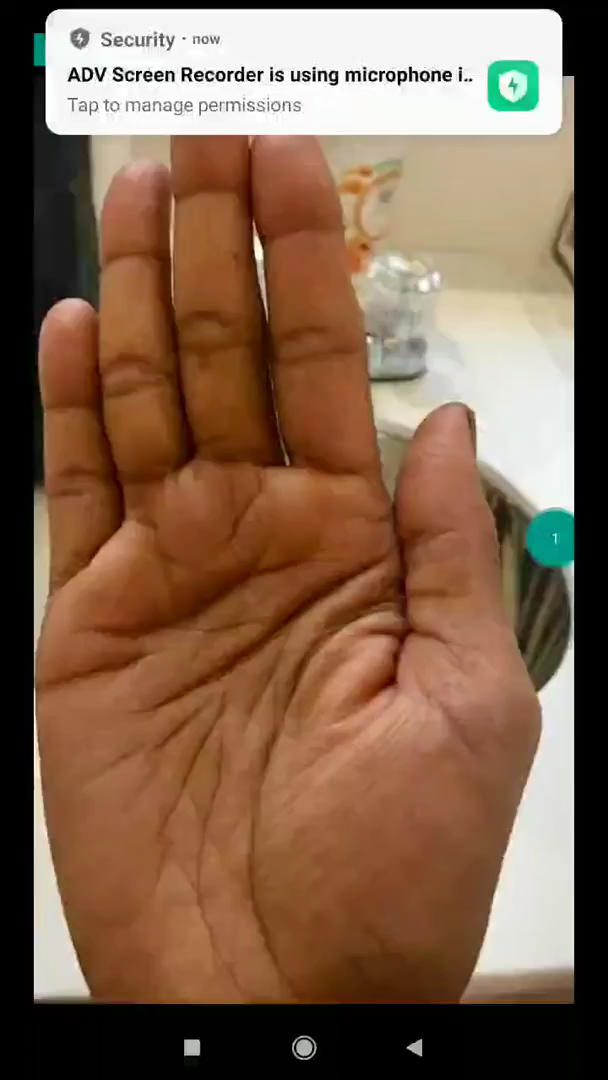 Security · now
ADV Screen Recorder is using microphone i..
Tap to manage permissions
1